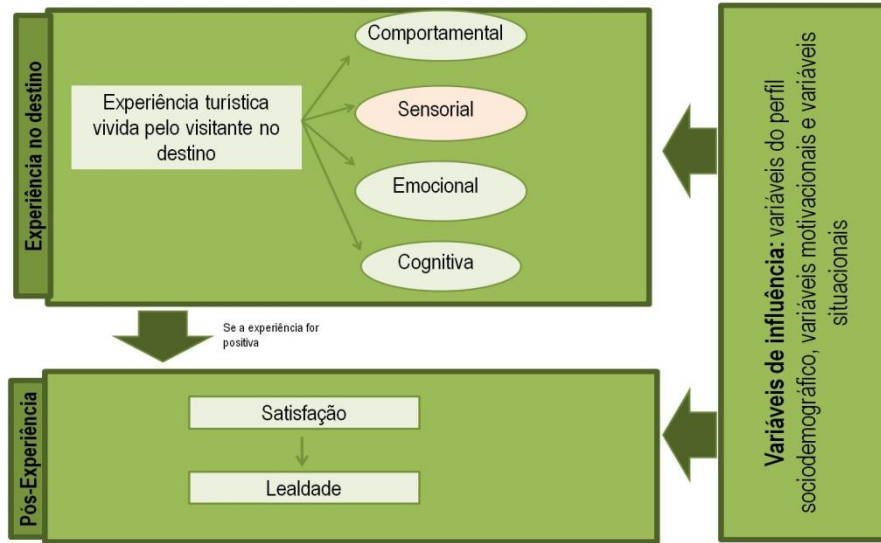 Experiência no destino
Experiência turística
vivida pelo visitante no
destino
Comportamental
Sensorial
Emocional
Cognitiva
Se a experiência for
positiva
Pós-Experiência
Satisfação
Lealdade
Variáveis de influência: variáveis do perfil
sociodemográfico, variáveis motivacionais e variáveis
situacionais